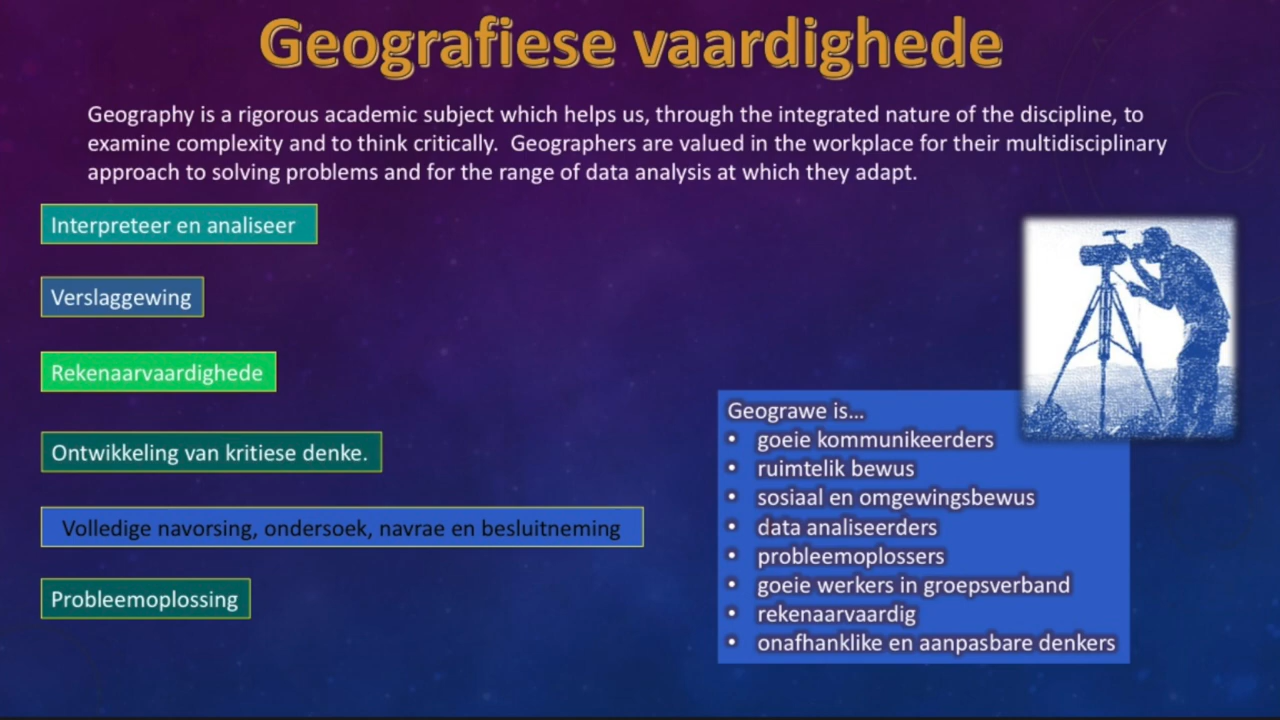 Geografiese vaardighede
Geography is a rigorous academic subject which helps us, through the integrated nature of the discipline, to
examine complexity and to think critically. Geographers are valued in the workplace for their multidisciplinary
approach to solving problems and for the range of data analysis at which they adapt.
Interpreteer en analiseer
Verslaggewing
Rekenaarvaardighede
Ontwikkeling van kritiese denke.
Volledige navorsing, ondersoek, navrae en besluitneming
Probleemoplossing
Geograwe is...
• goeie kommunikeerders
• ruimtelik bewus
• sosiaal en omgewingsbewus
• data analiseerders
• probleemoplossers
• goeie werkers in groepsverband
• rekenaarvaardig
• onafhanklike en aanpasbare denkers